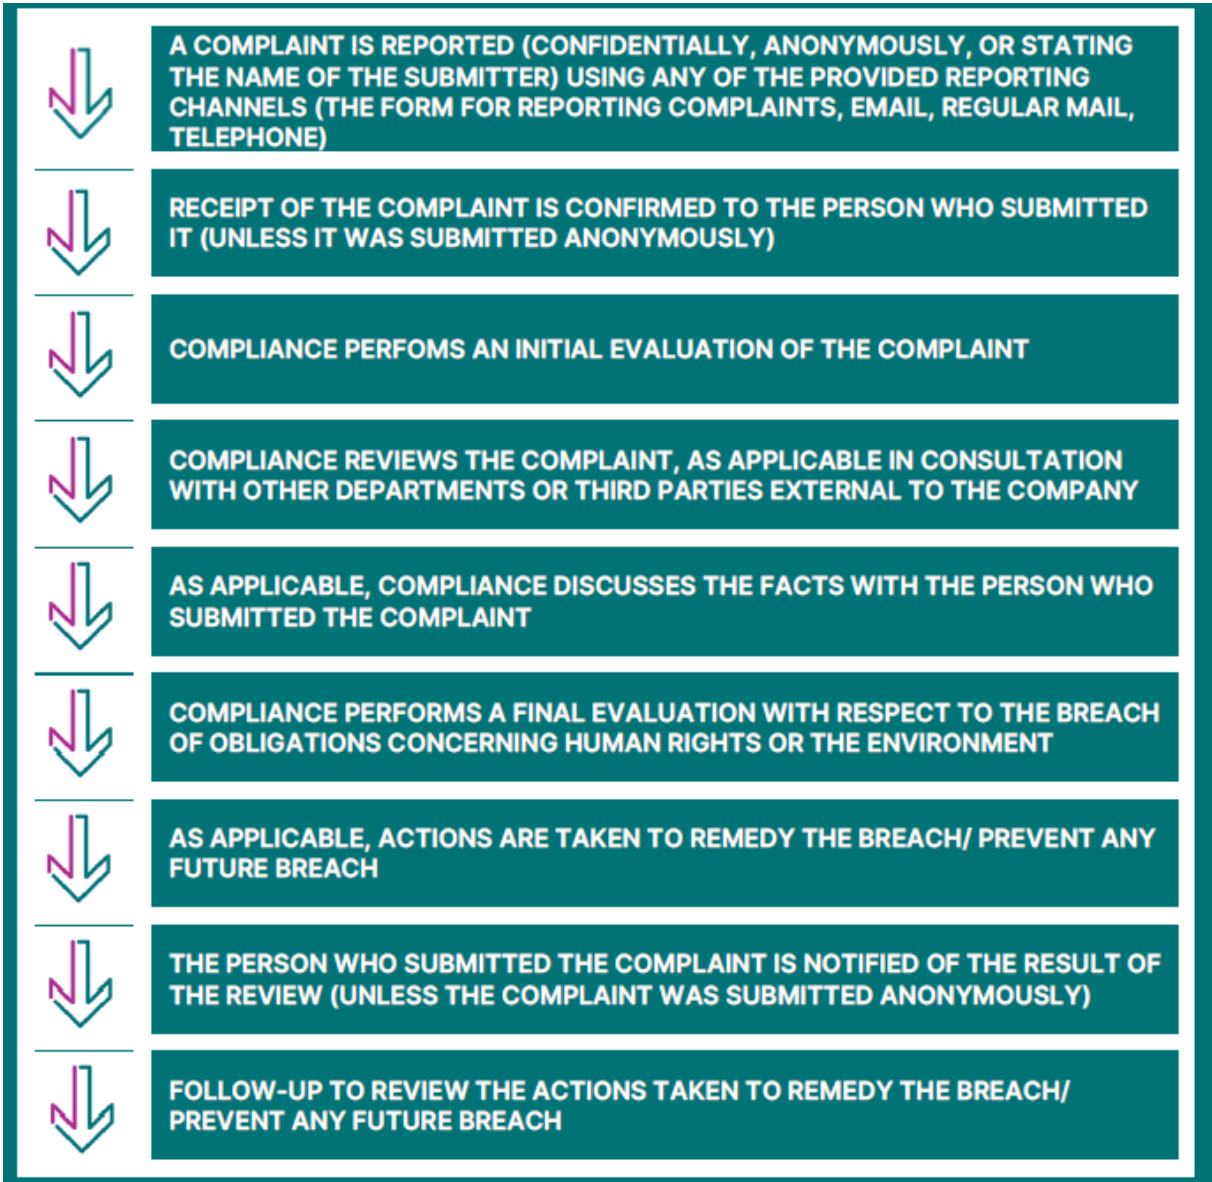 A COMPLAINT IS REPORTED (CONFIDENTIALLY, ANONYMOUSLY, OR STATING
THE NAME OF THE SUBMITTER) USING ANY OF THE PROVIDED REPORTING
CHANNELS (THE FORM FOR REPORTING COMPLAINTS, EMAIL, REGULAR MAIL,
TELEPHONE)
RECEIPT OF THE COMPLAINT IS CONFIRMED TO THE PERSON WHO SUBMITTED
IT (UNLESS IT WAS SUBMITTED ANONYMOUSLY)
COMPLIANCE PERFOMS AN INITIAL EVALUATION OF THE COMPLAINT
COMPLIANCE REVIEWS THE COMPLAINT, AS APPLICABLE IN CONSULTATION
WITH OTHER DEPARTMENTS OR THIRD PARTIES EXTERNAL TO THE COMPANY
AS APPLICABLE, COMPLIANCE DISCUSSES THE FACTS WITH THE PERSON WHO
SUBMITTED THE COMPLAINT
COMPLIANCE PERFORMS A FINAL EVALUATION WITH RESPECT TO THE BREACH
OF OBLIGATIONS CONCERNING HUMAN RIGHTS OR THE ENVIRONMENT
AS APPLICABLE, ACTIONS ARE TAKEN TO REMEDY THE BREACH/ PREVENT ANY
FUTURE BREACH
THE PERSON WHO SUBMITTED THE COMPLAINT IS NOTIFIED OF THE RESULT OF
THE REVIEW (UNLESS THE COMPLAINT WAS SUBMITTED ANONYMOUSLY)
FOLLOW-UP TO REVIEW THE ACTIONS TAKEN TO REMEDY THE BREACH/
PREVENT ANY FUTURE BREACH